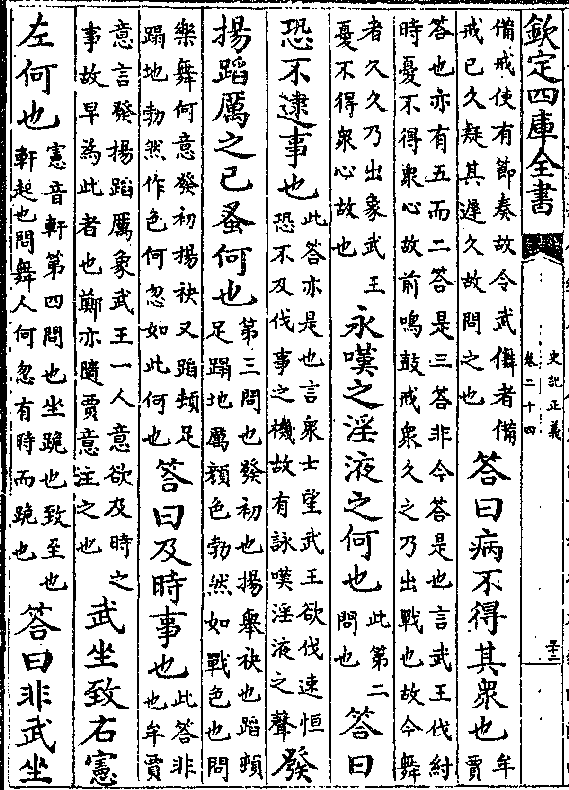 欽定四庫全書
史記正義
卷二十四
備戒使有節奏故令武儛者備
戒已久疑其遲久故問之也
答曰病不得其衆也
牟賈
答也亦有五而二答是三答非今答是也言武王伐紂
時憂不得衆心故前鳴鼓戒衆久之乃出戰也故今舞
者久久乃出象武王
憂不得衆心故也
永嘆之淫液之何也
此第二
問也
答曰
恐不逮事也
此答亦是也言衆士望武王欲伐速恒
恐不及伐事之機故有詠嘆淫液之聲
發
揚蹈厲之已蚤何也
第三問也發初也揚舉袂也蹈頓
足蹋地厲顏色勃然如戰色也問
樂舞何意發初揚袂又蹈頓足
蹋地勃然作色何忽如此何也
答曰及時事也
此答非
也牟賈
意言發揚蹈厲象武王一人意欲及時之
事故早為此者也鄭亦隨賈意注之也
武坐致右憲
左何也
憲音軒第四問也坐跪也致至也
軒起也問舞人何忽有時而跪也
答曰非武坐